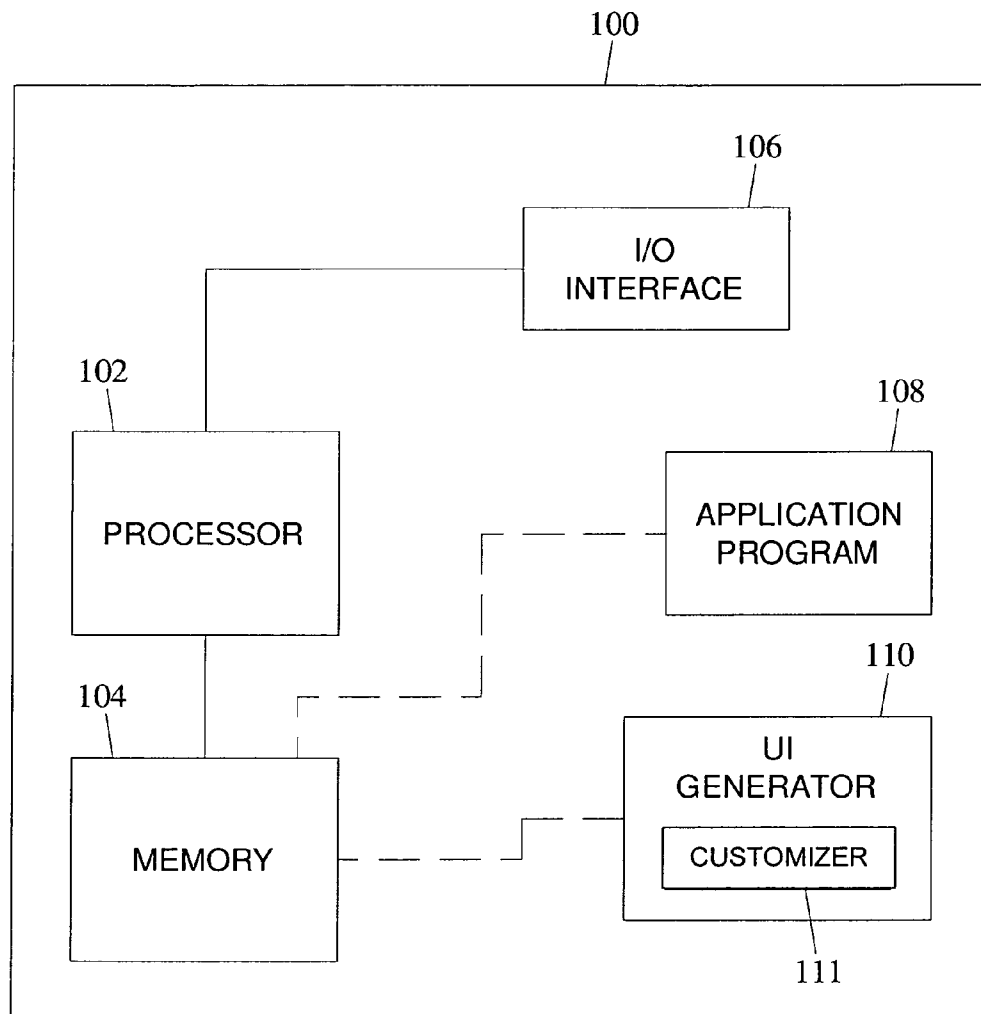 100
106
I/O
INTERFACE
102
108
PROCESSOR
APPLICATION
PROGRAM
104
110
UI
GENERATOR
MEMORY
CUSTOMIZER
111